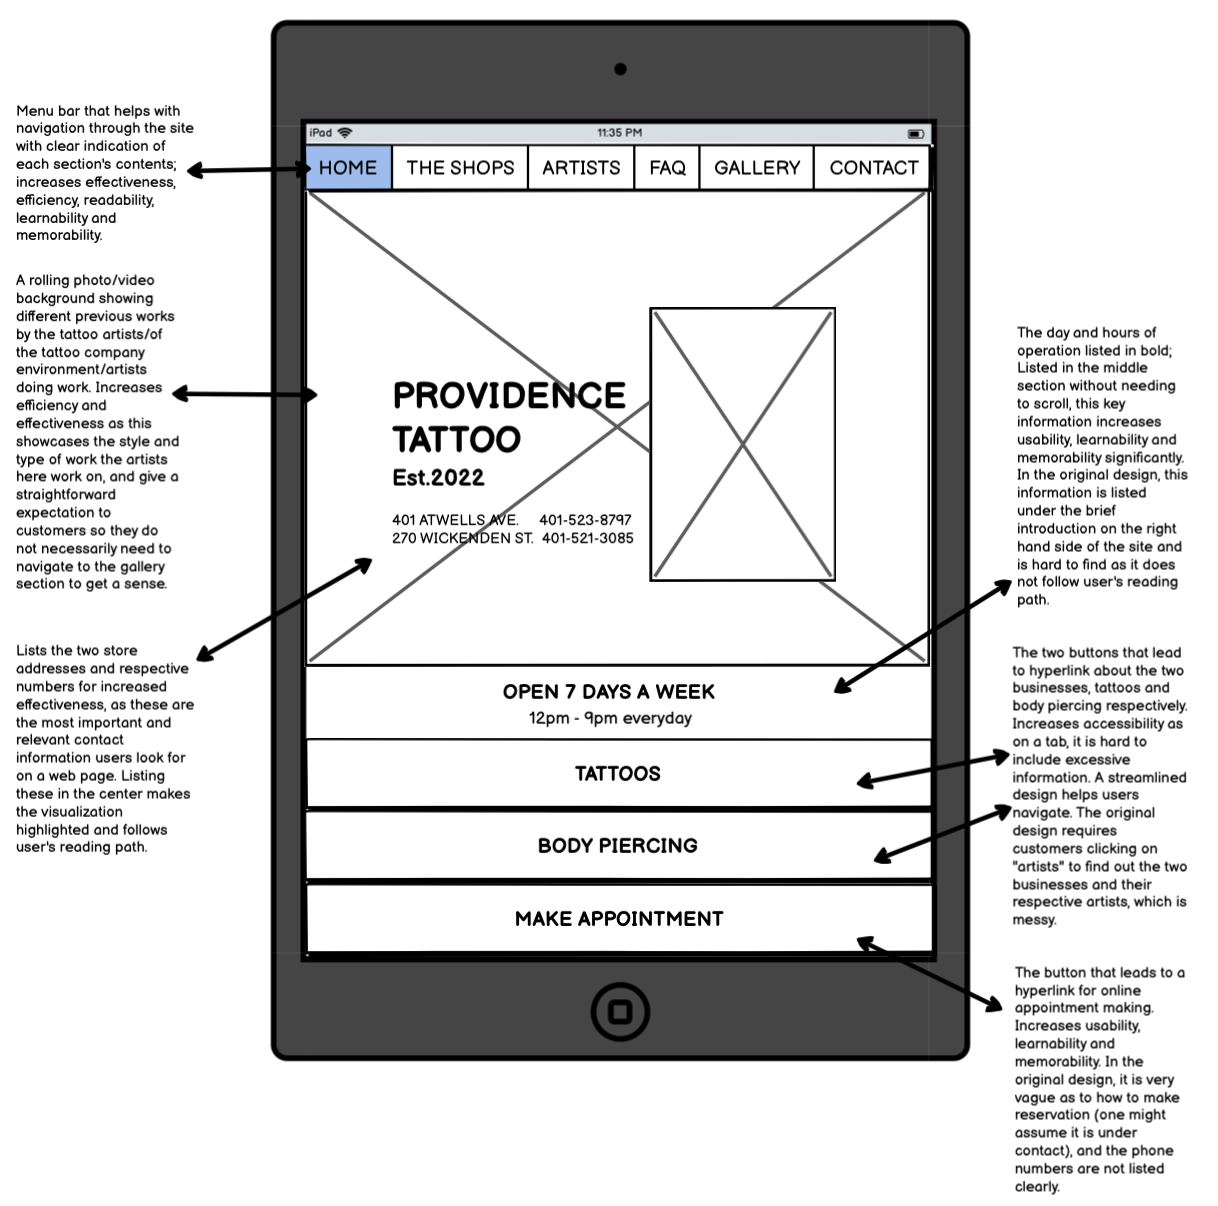 Menu bar that helps with
navigation through the site
with clear indication of
each section's contents;
increases effectiveness,
efficiency, readability,
learnability and
memorability.
A rolling photo/video
background showing
different previous works
by the tattoo artists/of
the tattoo company
environment/artists
doing work. Increases
efficiency and
effectiveness as this
showcases the style and
type of work the artists
here work on, and give a
straightforward
expectation to
customers so they do
not necessarily need to
navigate to the gallery
section to get a sense.
Lists the two store
addresses and respective
numbers for increased
effectiveness, as these are
the most important and
relevant contact
information users look for
on a web page. Listing
these in the center makes
the visualization
highlighted and follows
user's reading path.
iPad 11:35 PM
HOME THE SHOPS ARTISTS FAQ GALLERY CONTACT
PROVIDENCE
TATTOO
Est.2022
401 ATWELLS AVE. 401-523-8797
270 WICKENDEN ST. 401-521-3085
OPEN 7 DAYS A WEEK
12pm - 9pm everyday
TATTOOS
BODY PIERCING
MAKE APPOINTMENT
The day and hours of
operation listed in bold;
Listed in the middle
section without needing
to scroll, this key
information increases
usability, learnability and
memorability significantly.
In the original design, this
information is listed
under the brief
introduction on the right
hand side of the site and
is hard to find as it does
not follow user's reading
path.
The two buttons that lead
to hyperlink about the two
businesses, tattoos and
body piercing respectively.
Increases accessibility as
on a tab, it is hard to
include excessive
information. A streamlined
design helps users
navigate. The original
design requires
customers clicking on
"artists" to find out the two
businesses and their
respective artists, which is
messy.
The button that leads to a
hyperlink for online
appointment making.
Increases usability,
learnability and
memorability. In the
original design, it is very
vague as to how to make
reservation (one might
assume it is under
contact), and the phone
numbers are not listed
clearly.